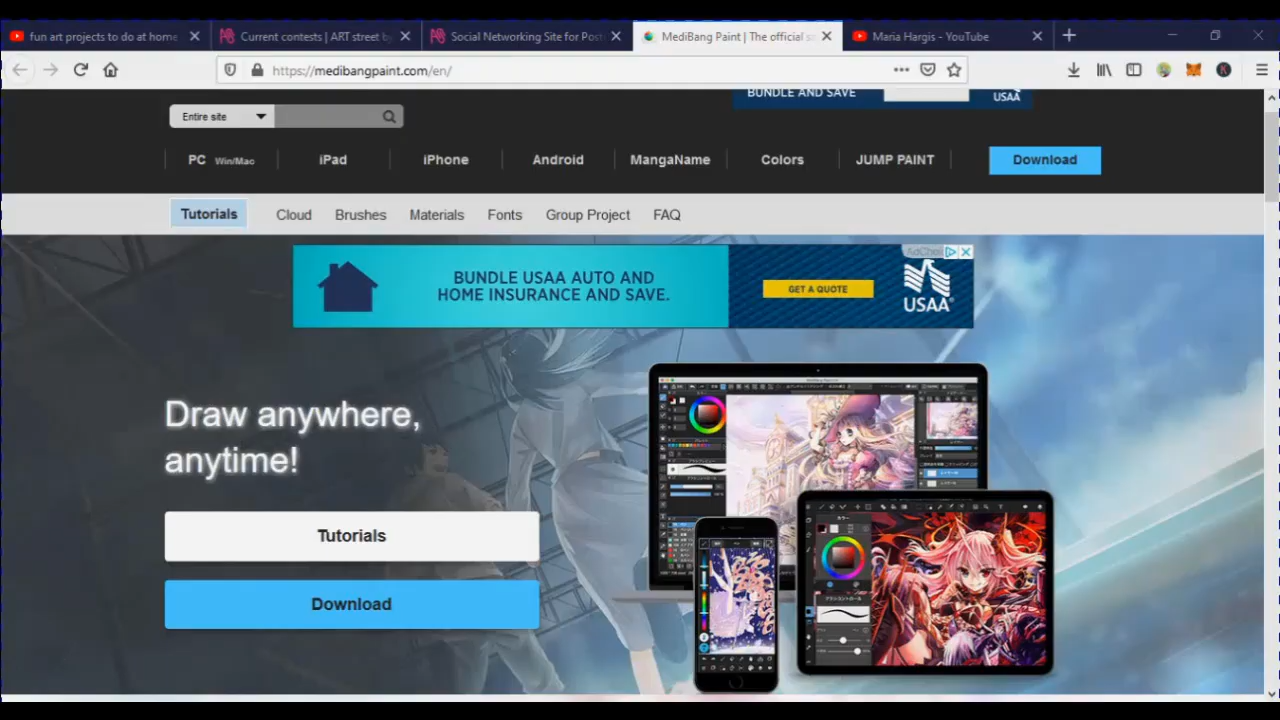 fun art projects to do at home
Current contests | ART street by
Social Networking Site for Post
MediBang Paint | The official s
Maria Hargis - YouTube
https://medibangpaint.com/en/
BUNDLE AND SAVE
USAA
Entire site
PC Win/Mac
iPad
iPhone
Android
MangaName
Colors
JUMP PAINT
Download
Tutorials
Cloud
Brushes
Materials
Fonts
Group Project
FAQ
BUNDLE USAA AUTO AND
HOME INSURANCE AND SAVE.
GET A QUOTE
AdChoi
USAA
Draw anywhere,
anytime!
Tutorials
Download